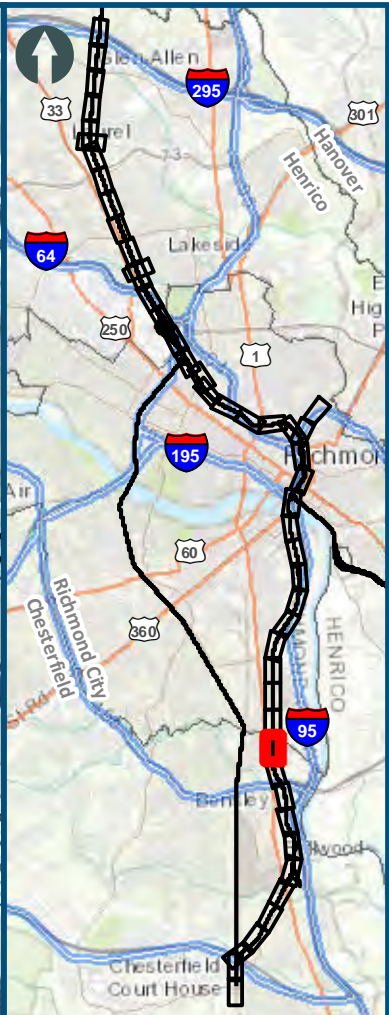 Glen Allen
295
33
301
Laurel
73
Hanover
Henrico
Lakeside
64
250
1
195
Air
60
Richmond City
Chesterfield
360
HENRICO
95
Bensley
Chesterfield
Court House